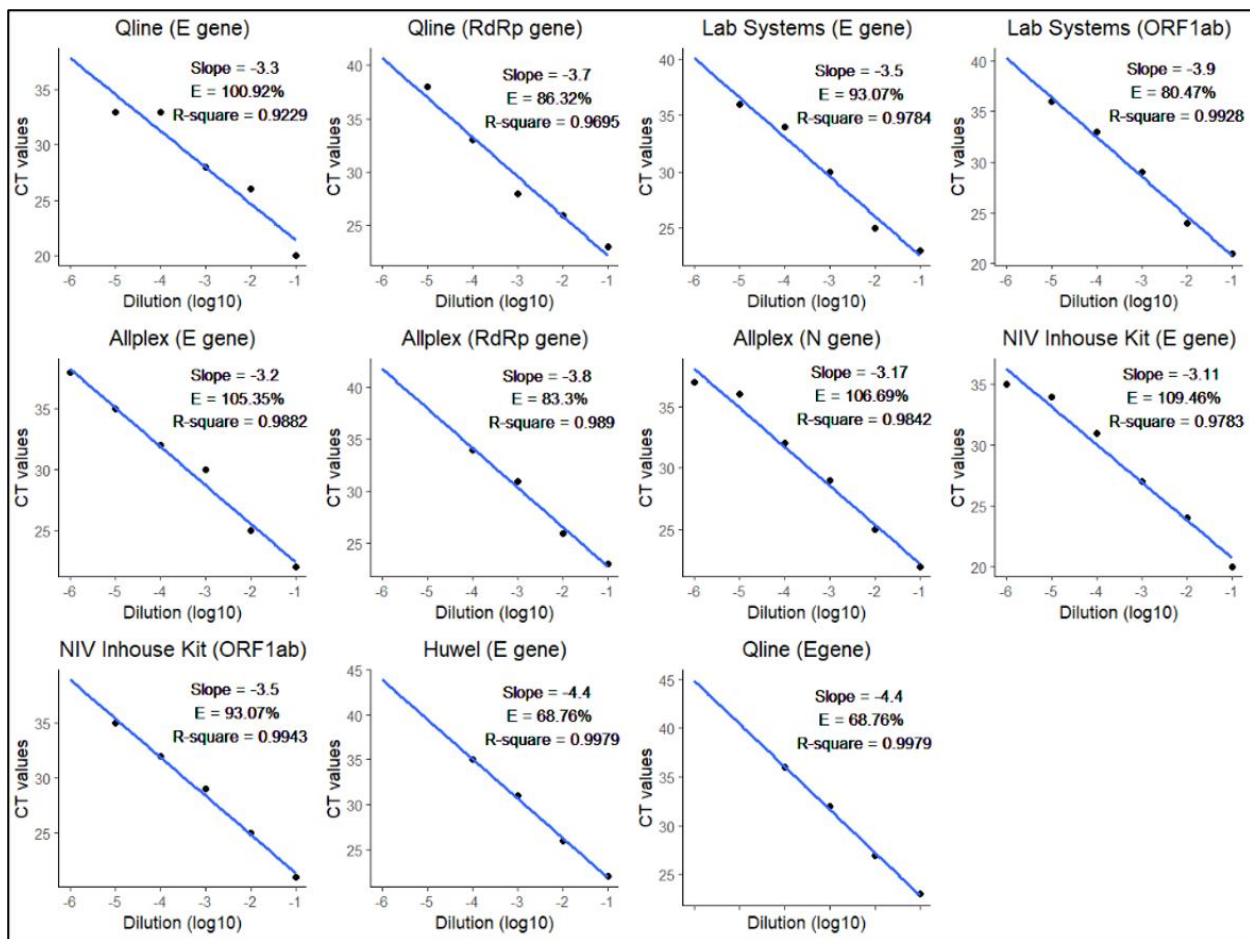 Qline (E gene)
Slope = -3.3
E = 100.92%
R-square = 0.9229
CT values
35
30
25
20
-6 -5 -4 -3 -2 -1
Dilution (log10)
Qline (RdRp gene)
Slope = -3.7
E = 86.32%
R-square = 0.9695
CT values
40
35
30
25
-6 -5 -4 -3 -2 -1
Dilution (log10)
Lab Systems (E gene)
Slope = -3.5
E = 93.07%
R-square = 0.9784
CT values
40
35
30
25
-6 -5 -4 -3 -2 -1
Dilution (log10)
Lab Systems (ORF1ab)
Slope = -3.9
E = 80.47%
R-square = 0.9928
CT values
40
35
30
25
20
-6 -5 -4 -3 -2 -1
Dilution (log10)
Allplex (E gene)
Slope = -3.2
E = 105.35%
R-square = 0.9882
CT values
35
30
25
-6 -5 -4 -3 -2 -1
Dilution (log10)
Allplex (RdRp gene)
Slope = -3.8
E = 83.3%
R-square = 0.989
CT values
40
35
30
25
-6 -5 -4 -3 -2 -1
Dilution (log10)
Allplex (N gene)
Slope = -3.17
E = 106.69%
R-square = 0.9842
CT values
35
30
25
-6 -5 -4 -3 -2 -1
Dilution (log10)
NIV Inhouse Kit (E gene)
Slope = -3.11
E = 109.46%
R-square = 0.9783
CT values
35
30
25
20
-6 -5 -4 -3 -2 -1
Dilution (log10)
NIV Inhouse Kit (ORF1ab)
Slope = -3.5
E = 93.07%
R-square = 0.9943
CT values
35
30
25
-6 -5 -4 -3 -2 -1
Dilution (log10)
Huwel (E gene)
Slope = -4.4
E = 68.76%
R-square = 0.9979
CT values
45
40
35
30
25
-6 -5 -4 -3 -2 -1
Dilution (log10)
Qline (Egene)
Slope = -4.4
E = 68.76%
R-square = 0.9979
CT values
45
40
35
30
25
-6 -5 -4 -3 -2 -1
Dilution (log10)